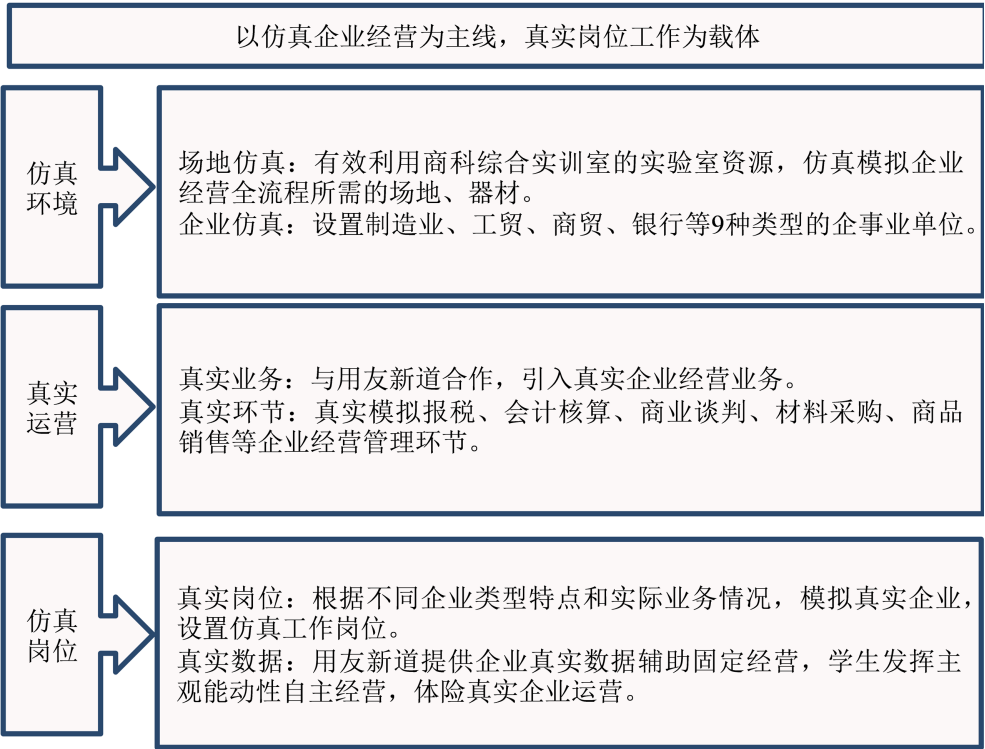 以仿真企业经营为主线，真实岗位工作为载体
仿真
环境
场地仿真：有效利用商科综合实训室的实验室资源，仿真模拟企业
经营全流程所需的场地、器材。
企业仿真：设置制造业、工贸、商贸、银行等9种类型的企事业单位。
真实
运营
真实业务：与用友新道合作，引入真实企业经营业务。
真实环节：真实模拟报税、会计核算、商业谈判、材料采购、商品
销售等企业经营管理环节。
仿真
岗位
真实岗位：根据不同企业类型特点和实际业务情况，模拟真实企业，
设置仿真工作岗位。
真实数据：用友新道提供企业真实数据辅助固定经营，学生发挥主
观能动性自主经营，体险真实企业运营。